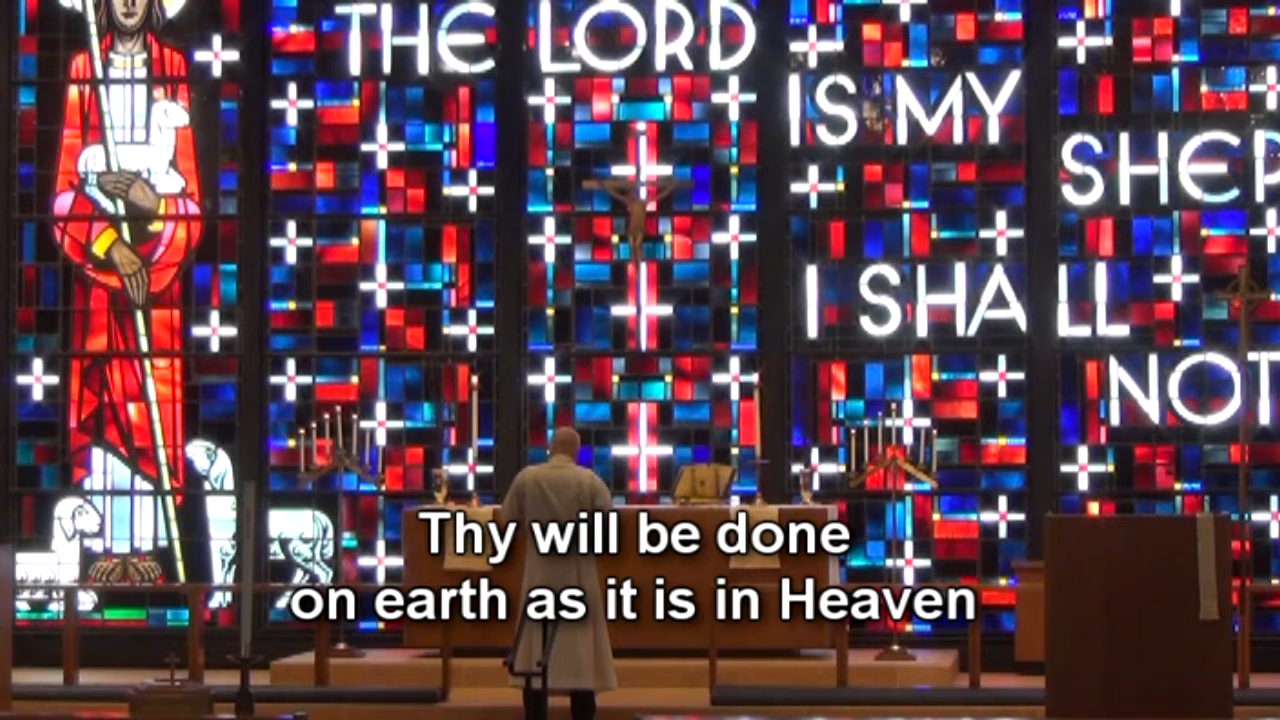 THE LORD
IS MY
SHEP
I SHALL
NOT
Thy will be done
on earth as it is in Heaven